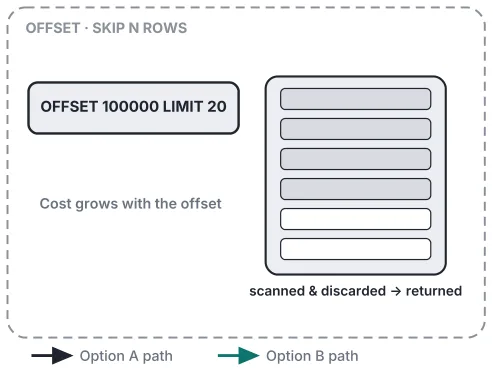 OFFSET · SKIP N ROWS
OFFSET 100000 LIMIT 20
Cost grows with the offset
scanned & discarded → returned
Option A path
Option B path